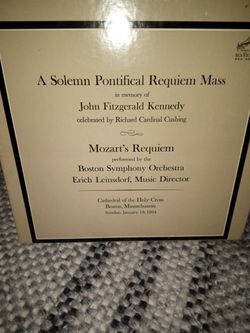 A Solemn Pontifical Requiem Mass
in memory of
John Fitzgerald Kennedy
celebrated by Richard Cardinal Cushing
Mozart's Requiem
performed by the
Boston Symphony Orchestra
Erich Leinsdorf, Music Director
Cathedral of the Holy Cross
Boston, Massachusetts
Sunday, January 19, 1964